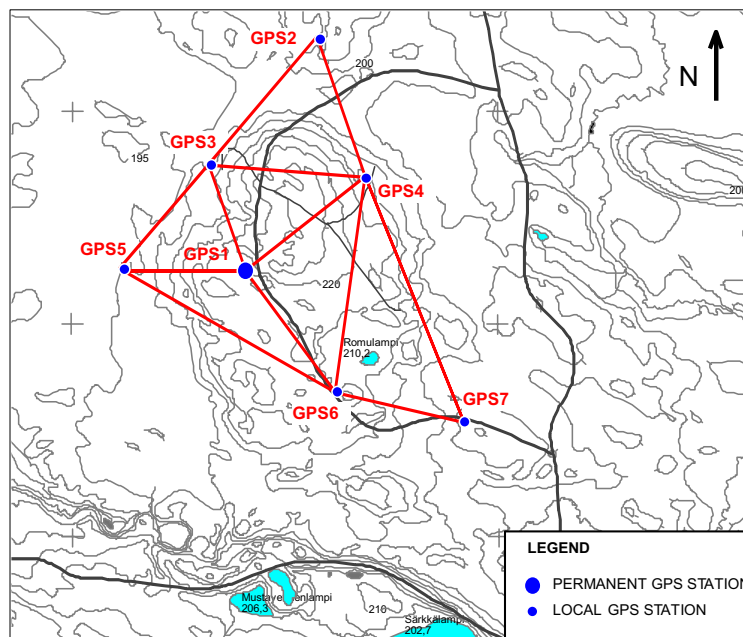 GPS2
200
N
GPS3
195
GPS4
200
GPS5
GPS1
220
Romulampi
210,2
GPS6
GPS7
LEGEND
PERMANENT GPS STATION
LOCAL GPS STATION
206,3
210
Särkkälampi
202,7